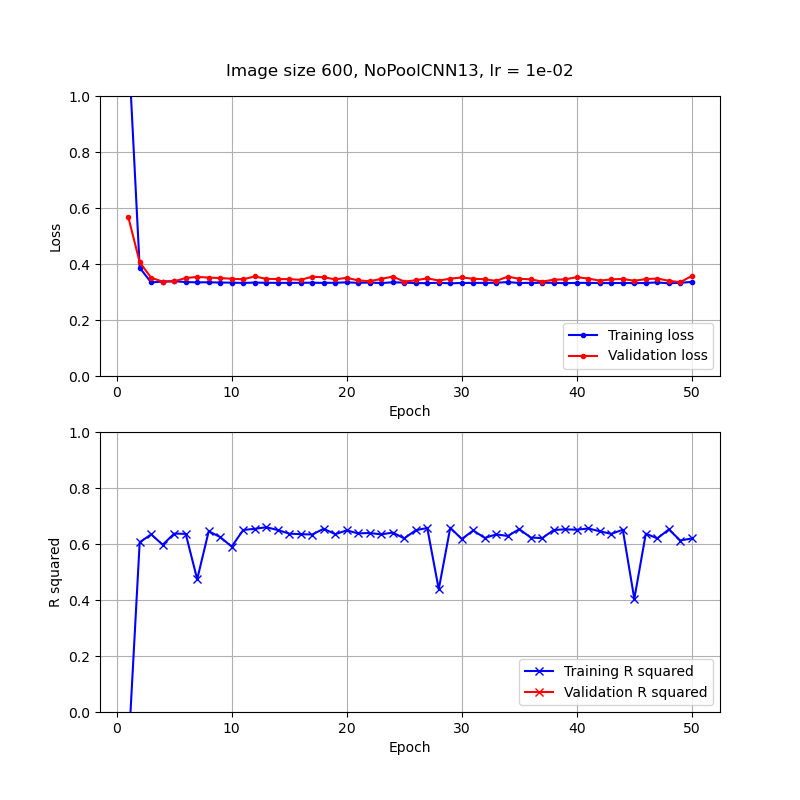 Image size 600, NoPoolCNN13, lr = 1e-02
1.0
0.8
0.6
0.4
0.2
0.0
Loss
Training loss
Validation loss
0 10 20 30 40 50
Epoch
1.0
0.8
0.6
0.4
0.2
0.0
R squared
Training R squared
Validation R squared
0 10 20 30 40 50
Epoch